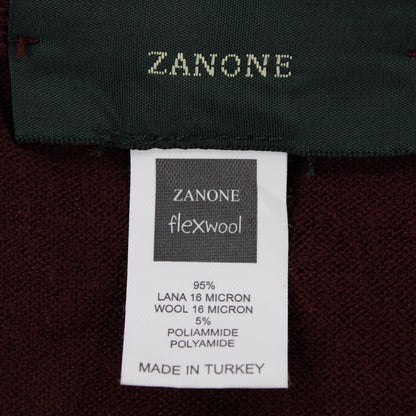 ZANONE
ZANONE
flexwool
95%
LANA 16 MICRON
WOOL 16 MICRON
5%
POLIAMMIDE
POLYAMIDE
MADE IN TURKEY